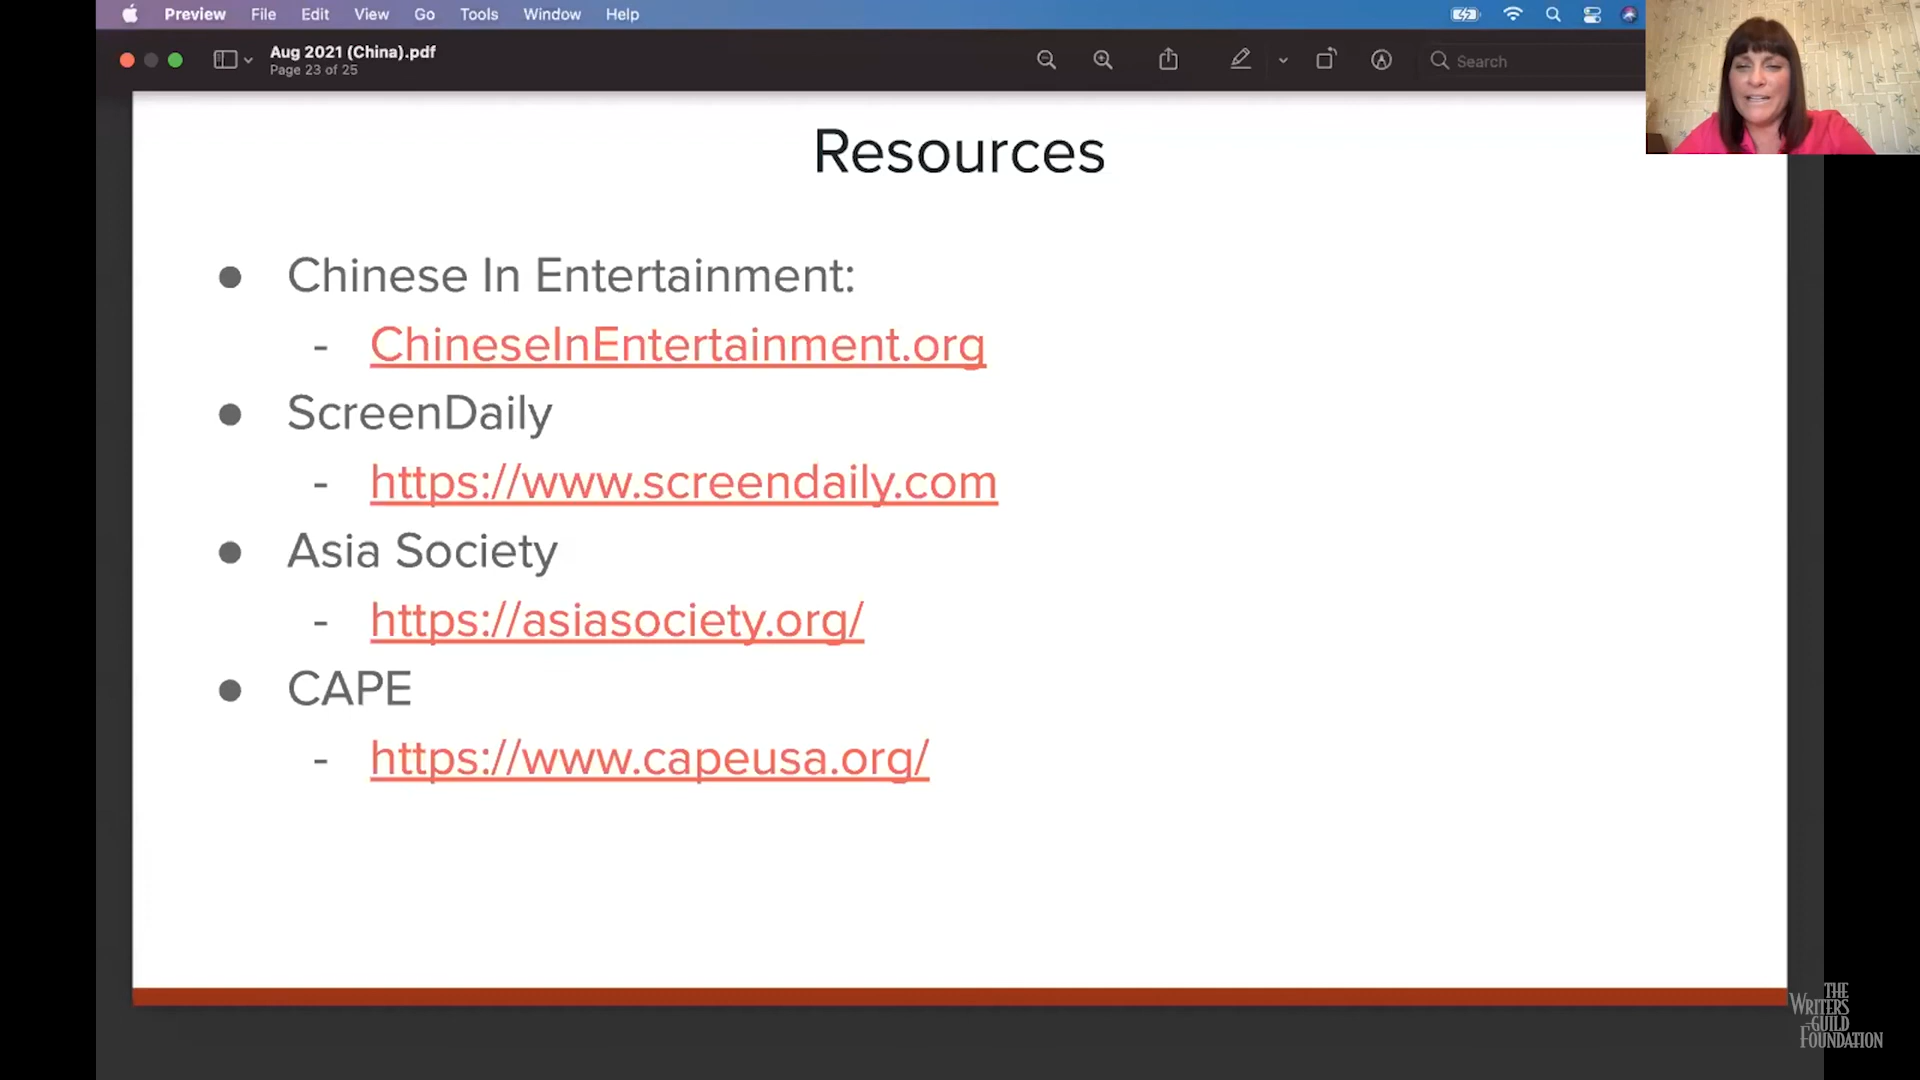 Preview File Edit View Go Tools Window Help
Aug 2021 (China).pdf
Page 23 of 25
Search
Resources
● Chinese In Entertainment:
- ChineseInEntertainment.org
● ScreenDaily
- https://www.screendaily.com
● Asia Society
- https://asiasociety.org/
● CAPE
- https://www.capeusa.org/
THE
WRITERS
GUILD
FOUNDATION